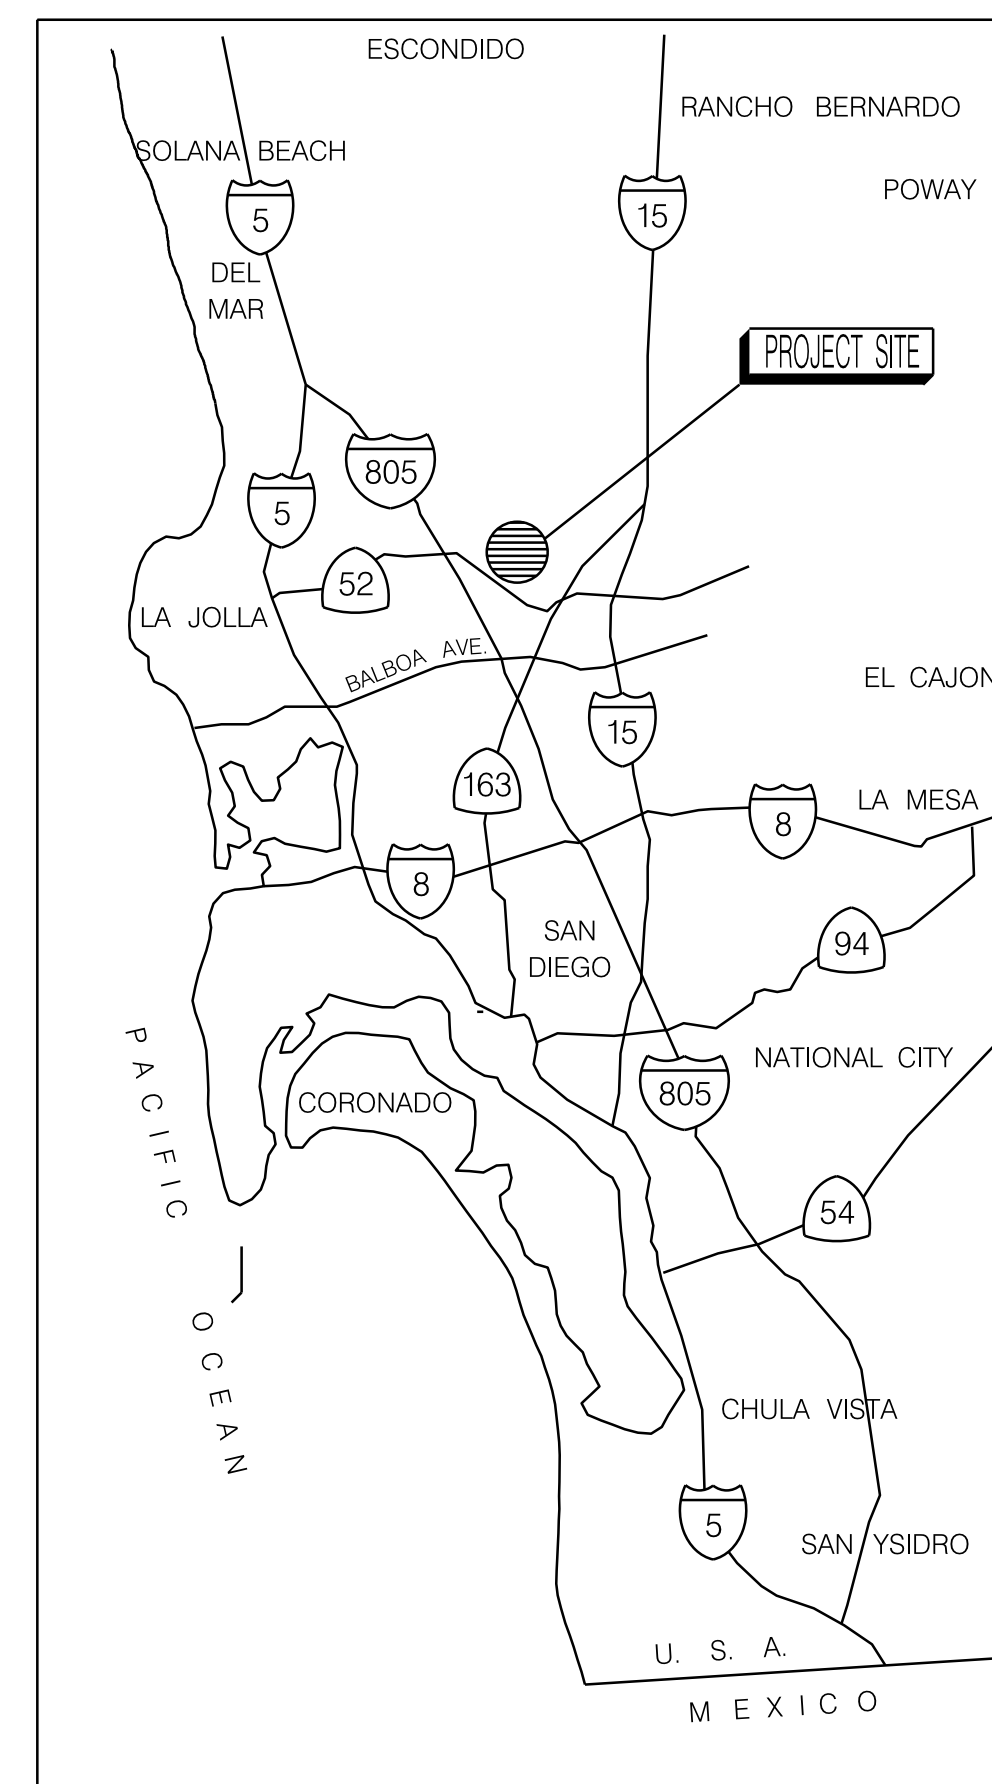 ESCONDIDO
RANCHO BERNARDO
SOLANA BEACH
POWAY
5
15
DEL
MAR
PROJECT SITE
805
5
52
LA JOLLA
BALBOA AVE.
EL CAJON
15
163
LA MESA
8
8
SAN
DIEGO
94
PACIFIC
NATIONAL CITY
805
CORONADO
54
OCEAN
CHULA VISTA
5
SAN YSIDRO
U. S. A.
MEXICO